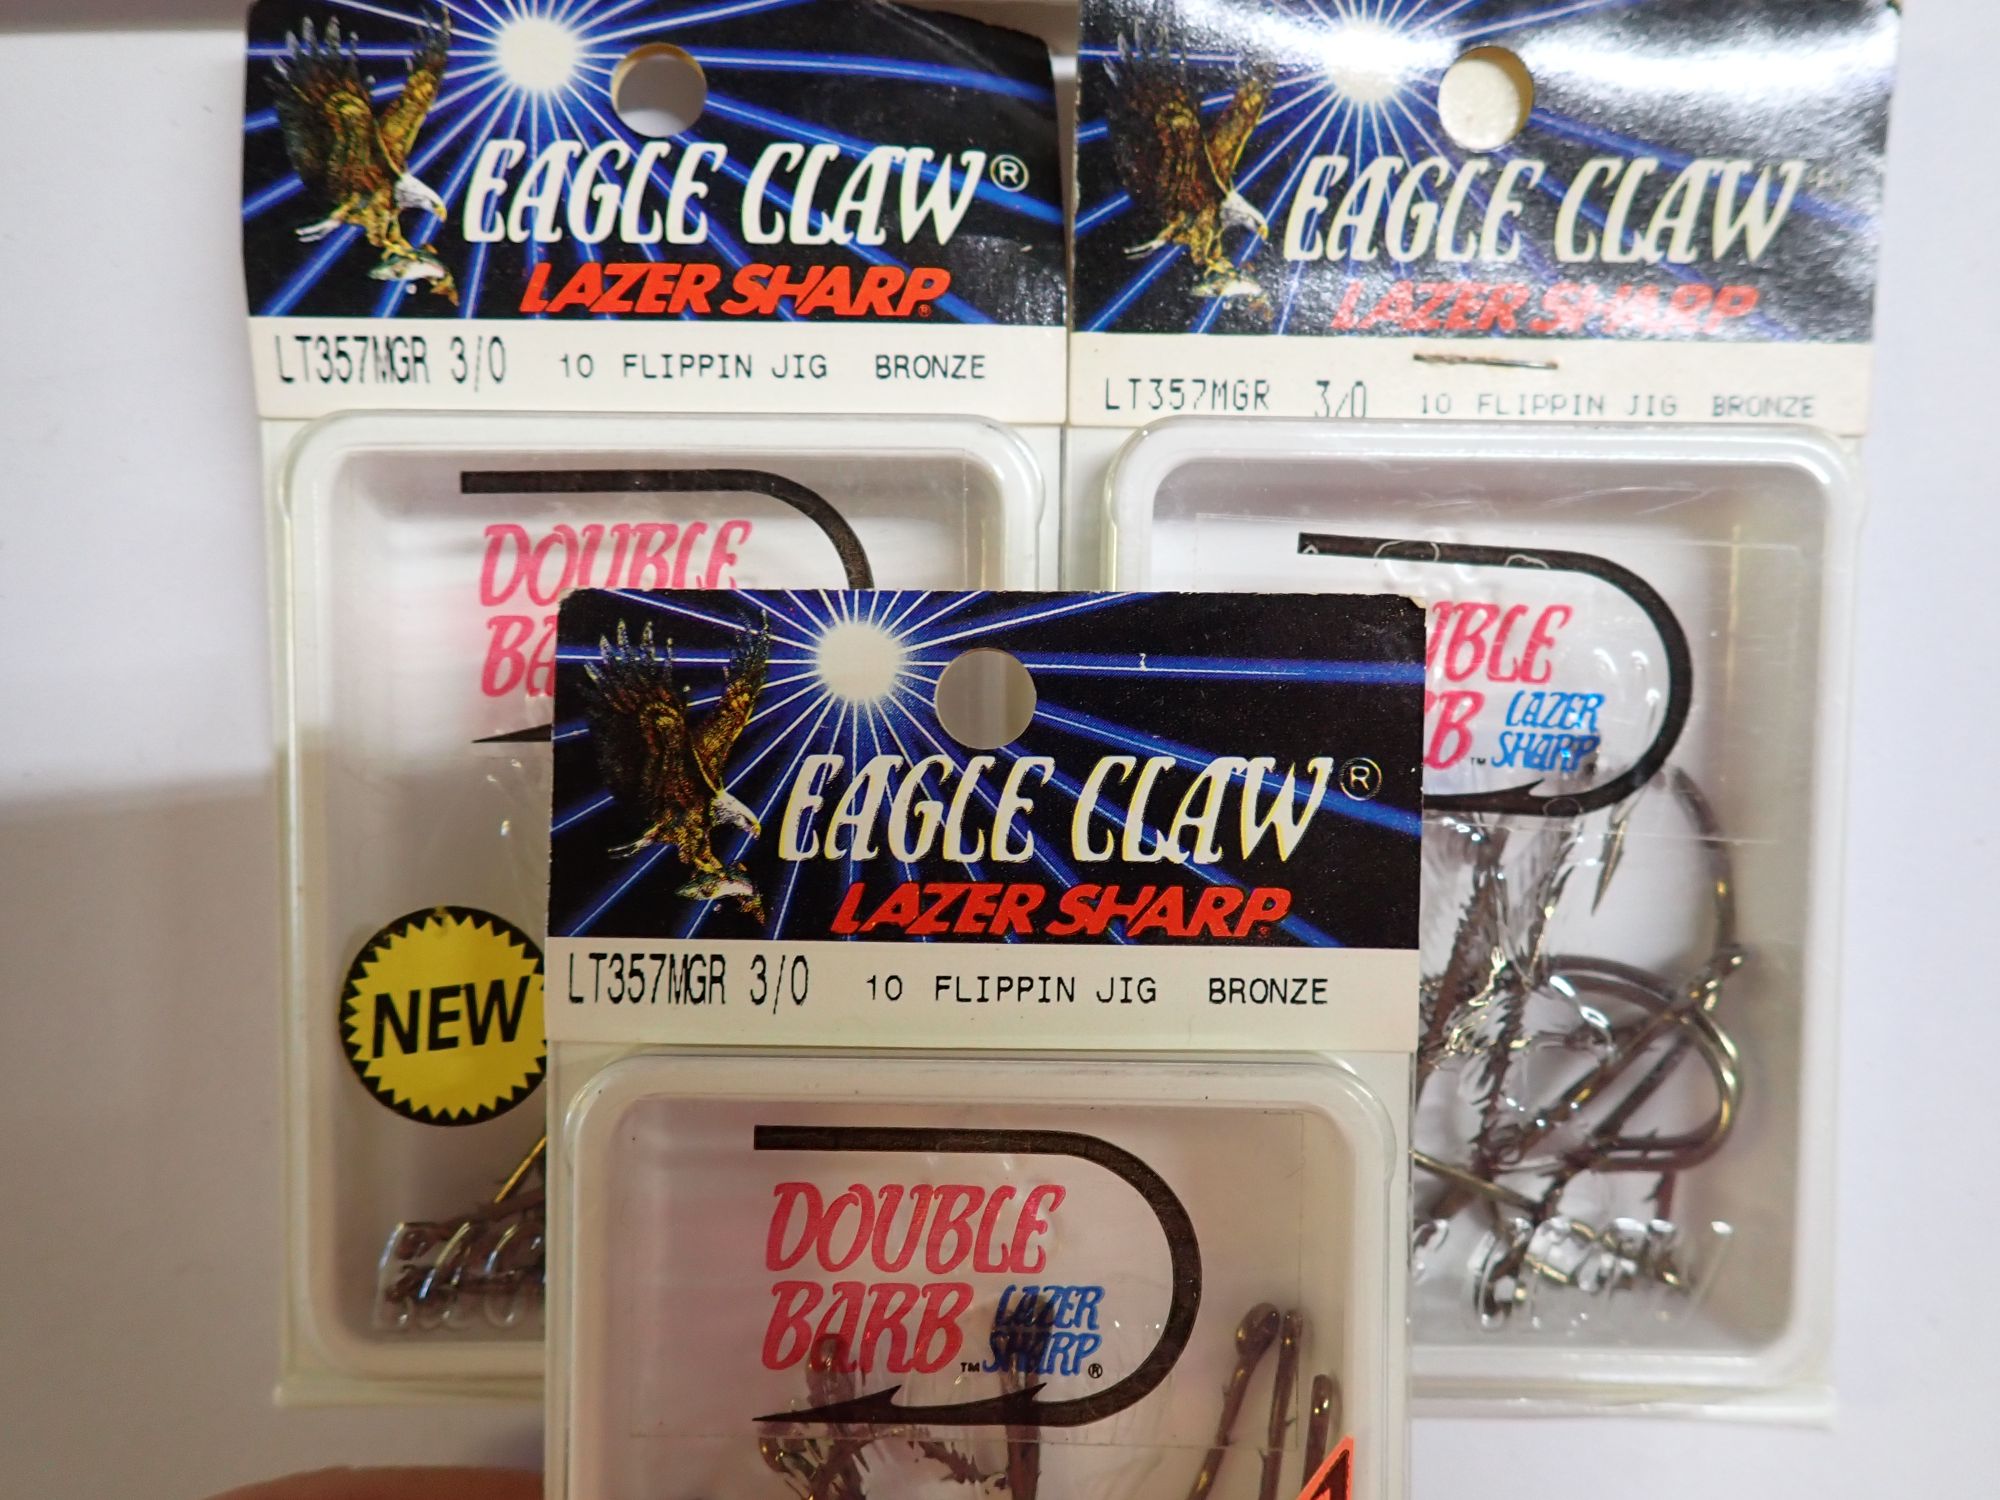 EAGLE CLAW®
LAZER SHARP®
LT357MGR 3/0 10 FLIPPIN JIG BRONZE
DOUBLE
NEW
EAGLE CLAW
LAZER SHARP
LT357MGR 3/0 10 FLIPPIN JIG BRONZE
LAZER
SHARP
EAGLE CLAW®
LAZER SHARP®
LT357MGR 3/0 10 FLIPPIN JIG BRONZE
DOUBLE
BARB™
LAZER
SHARP®